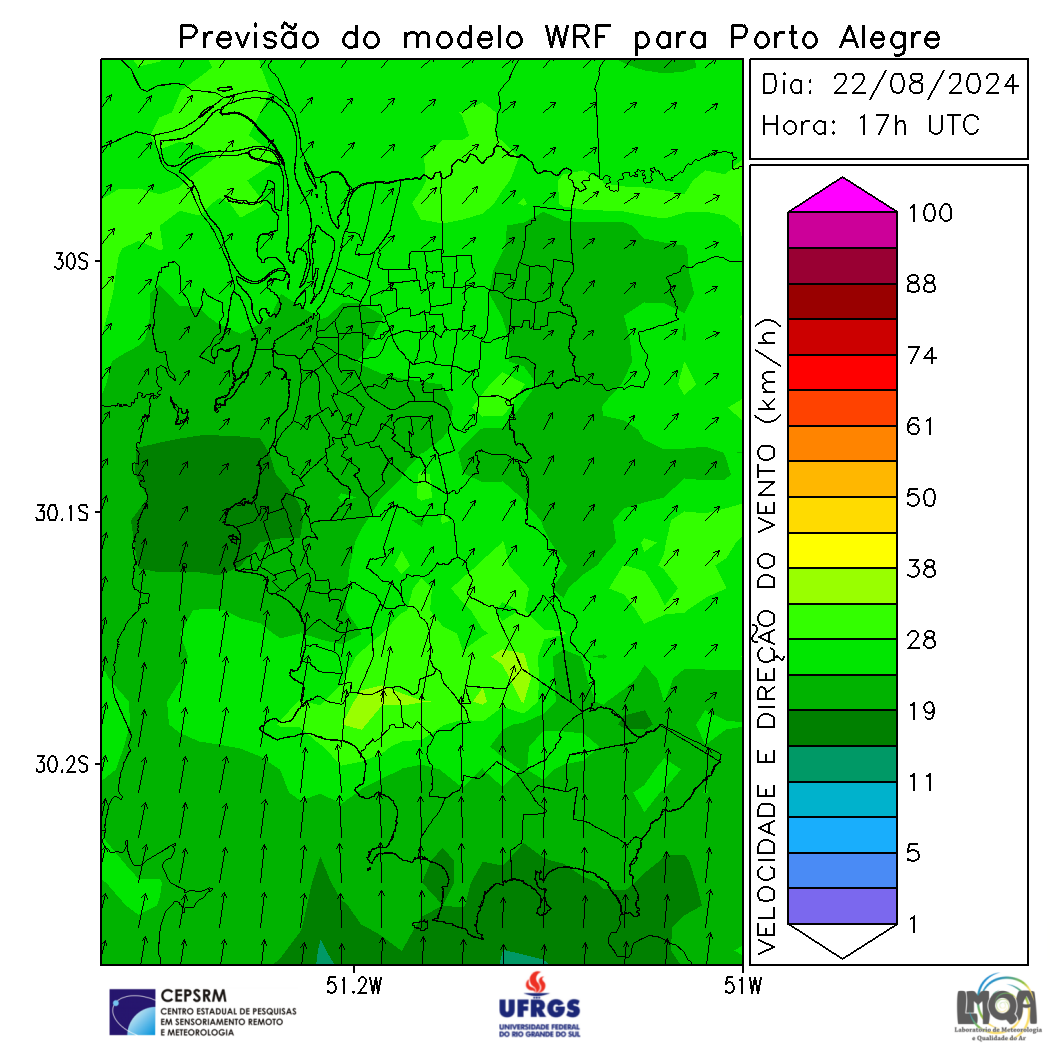 Previsão do modelo WRF para Porto Alegre
Dia: 22/08/2024
Hora: 17h UTC
30S
30.1S
30.2S
51.2W
51W
VELOCIDADE E DIREÇÃO DO VENTO (km/h)
100
88
74
61
50
38
28
19
11
5
1
CEPSRM
CENTRO ESTADUAL DE PESQUISAS
EM SENSORIAMENTO REMOTO
E METEOROLOGIA
UFRGS
UNIVERSIDADE FEDERAL
DO RIO GRANDE DO SUL
LMQA
Laboratório de Meteorologia
e Qualidade do Ar